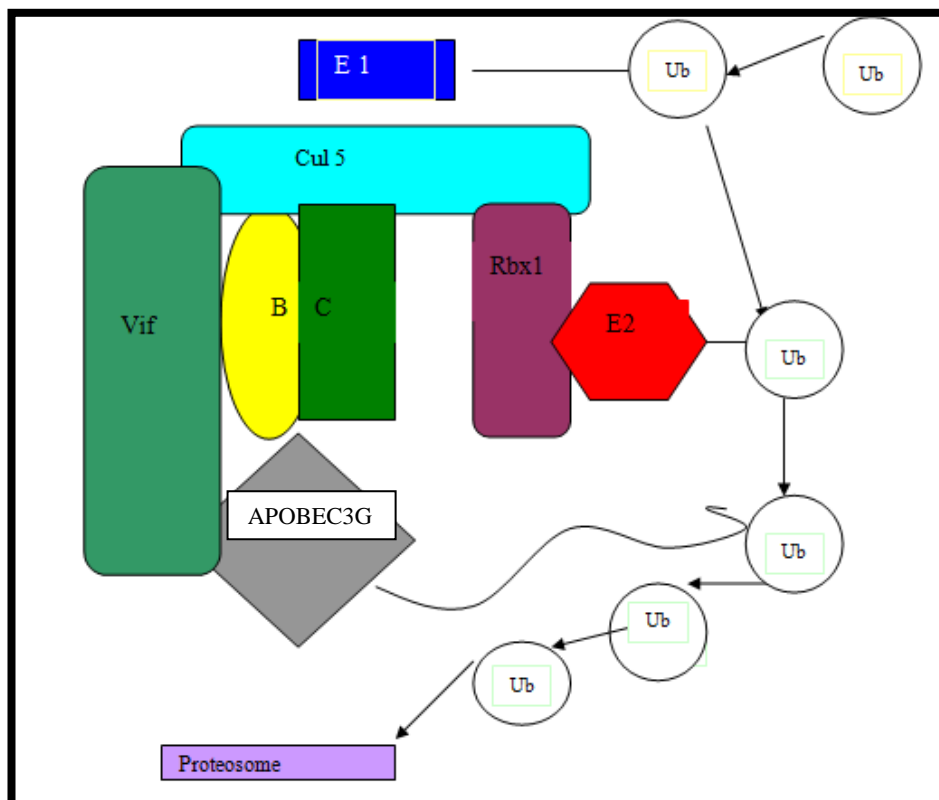 E 1
Ub
Ub
Cul 5
Rbx1
B C
E2
Vif
Ub
APOBEC3G
Ub
Ub
Ub
Proteosome